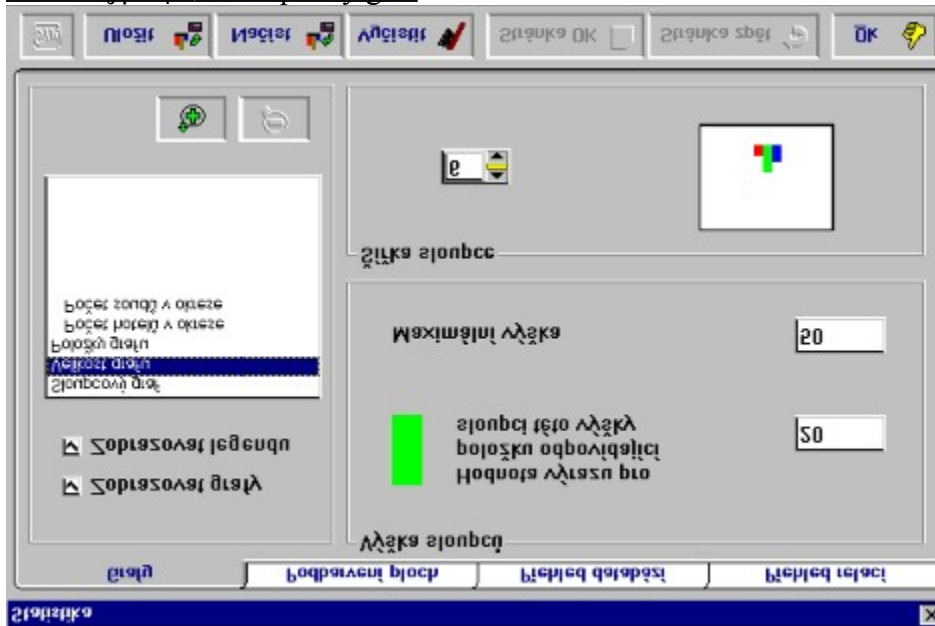 Statistika
Grafy
Podbarvení ploch
Přehled databází
Přehled relací
Zobrazovat grafy
Zobrazovat legendu
Sloupcový graf
Velikost grafu
Položky grafu
Počet hotelů v okrese
Počet soudů v okrese
Výška sloupců
Hodnota výrazu pro
položku odpovídající
sloupci této výšky
20
Maximální výška
50
Šířka sloupce
6
Uložit
Načíst
Vyčistit
Stránka OK
Stránka zpět
Ok